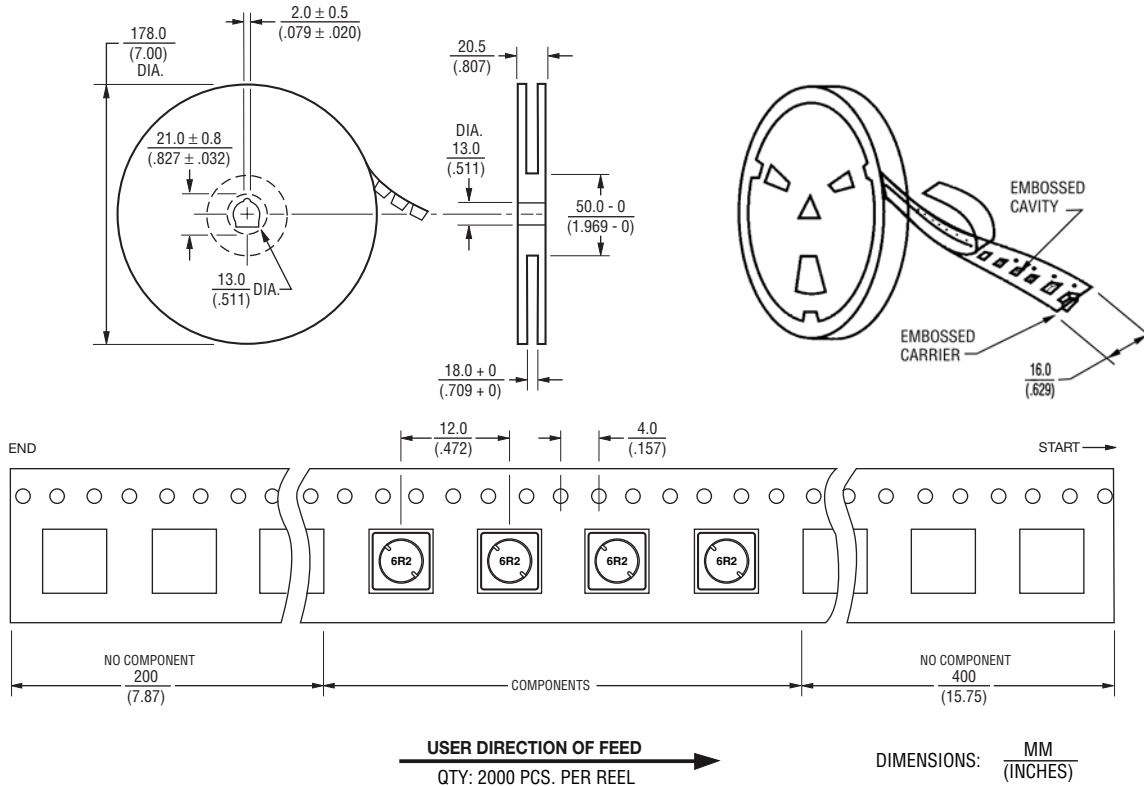 2.0 ± 0.5
(.079 ± .020)
178.0
(7.00)
DIA.
20.5
(.807)
21.0 ± 0.8
(.827 ± .032)
DIA.
13.0
(.511)
50.0 - 0
(1.969 - 0)
13.0
(.511)
DIA.
18.0 + 0
(.709 + 0)
EMBOSSED
CAVITY
EMBOSSED
CARRIER
16.0
(.629)
END
12.0
(.472)
4.0
(.157)
START
6R2
6R2
6R2
6R2
NO COMPONENT
200
(7.87)
COMPONENTS
NO COMPONENT
400
(15.75)
USER DIRECTION OF FEED
QTY: 2000 PCS. PER REEL
DIMENSIONS:
MM
(INCHES)